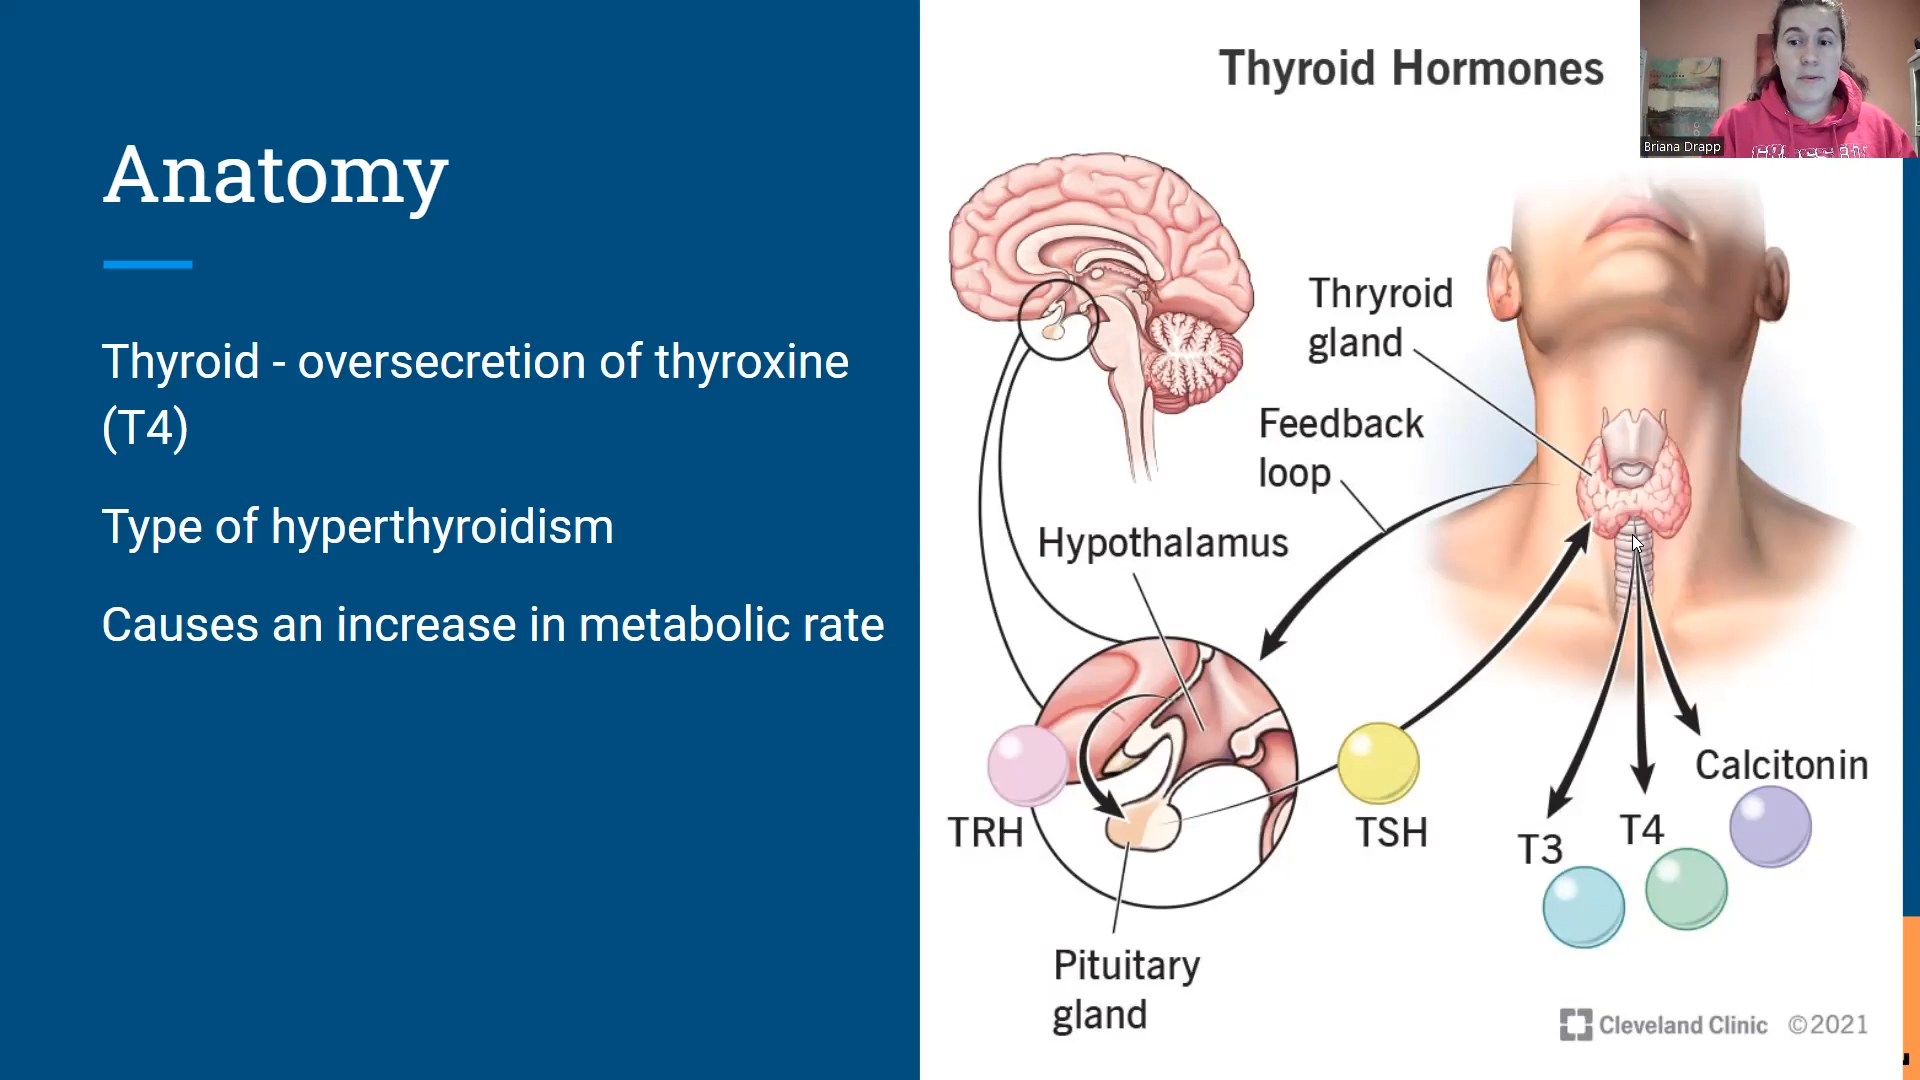 Anatomy
Thyroid - oversecretion of thyroxine
(T4)
Type of hyperthyroidism
Causes an increase in metabolic rate
Thyroid Hormones
Briana Drapp
Thryroid
gland
Feedback
loop
Hypothalamus
TRH
TSH
T3
T4
Calcitonin
Pituitary
gland
Cleveland Clinic ©2021